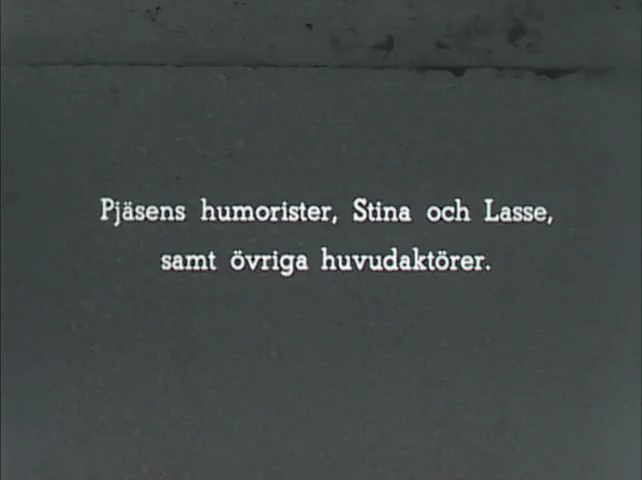 Pjäsens humorister, Stina och Lasse,
samt övriga huvudaktörer.